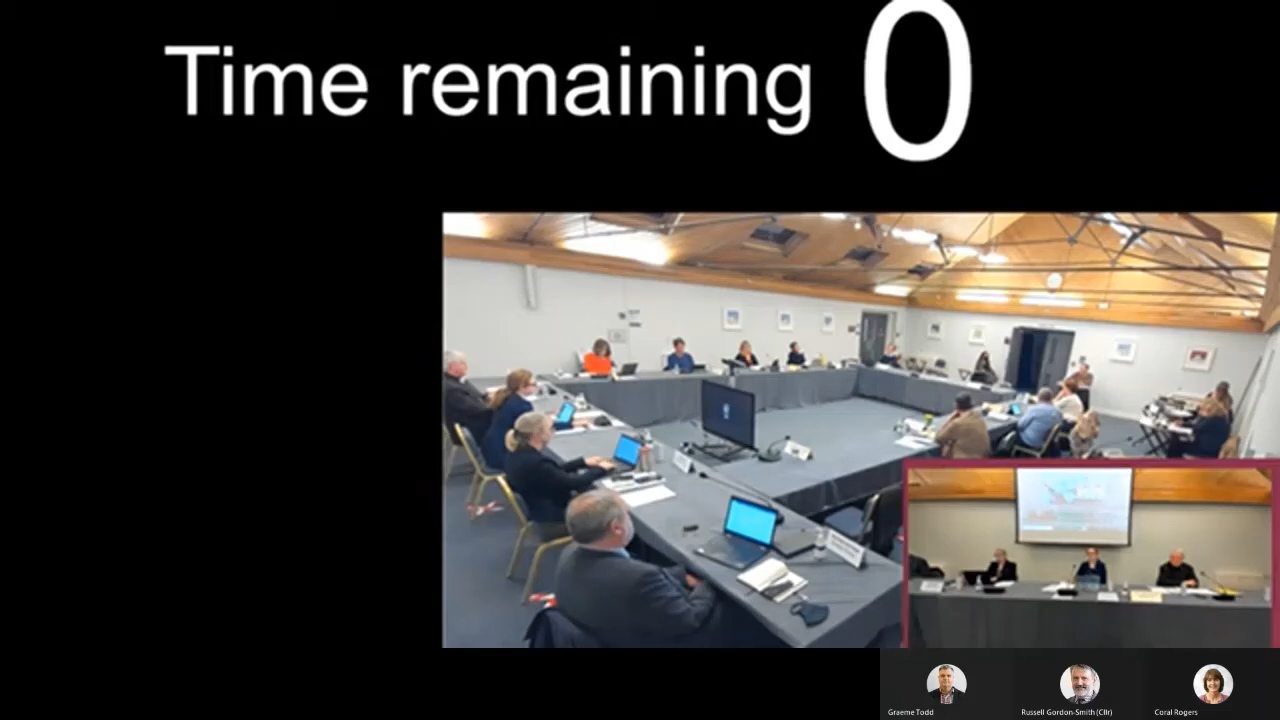 Time remaining 0
Graeme Todd
Russell Gordon-Smith (Cllr)
Coral Rogers